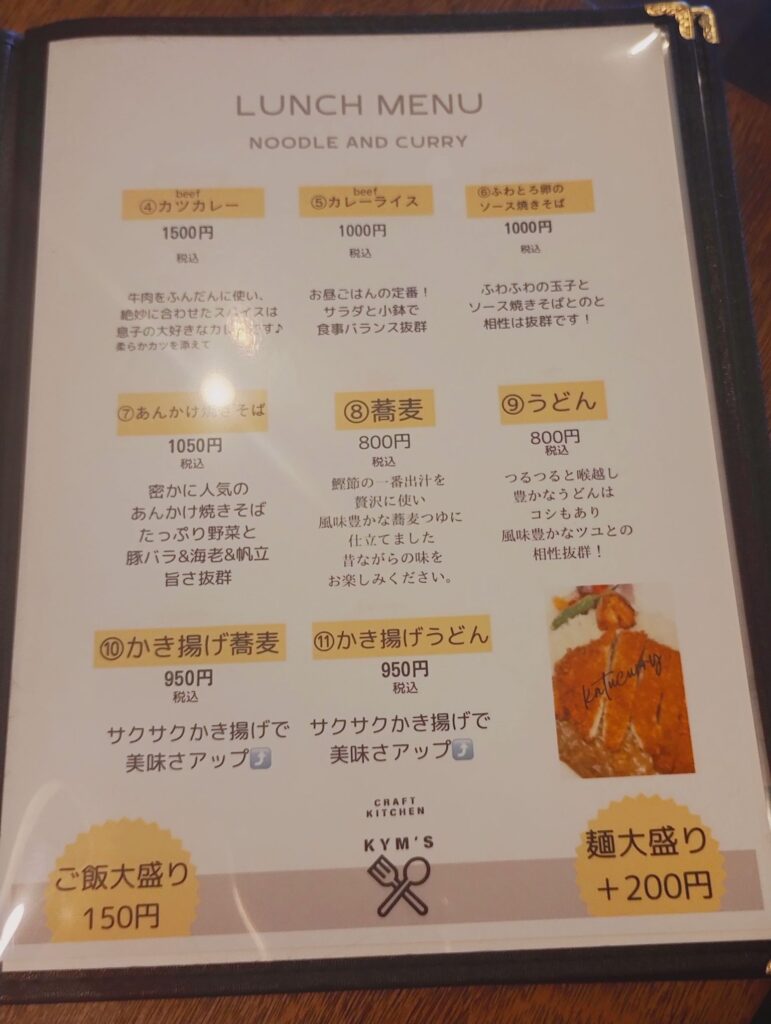 LUNCH MENU
NOODLE AND CURRY
beef
④カツカレー
1500円
税込
牛肉をふんだんに使い、
絶妙に合わせたスパイスは
息子の大好きなカレ です♪
柔らかカツを添えて
beef
⑤カレーライス
1000円
税込
お昼ごはんの定番！
サラダと小鉢で
食事バランス抜群
⑥ふわとろ卵の
ソース焼きそば
1000円
税込
ふわふわの玉子と
ソース焼きそばとのと
相性は抜群です！
⑦あんかけ焼きそば
1050円
税込
密かに人気の
あんかけ焼きそば
たっぷり野菜と
豚バラ&海老&帆立
旨さ抜群
⑧蕎麦
800円
税込
鰹節の一番出汁を
贅沢に使い
風味豊かな蕎麦つゆに
仕立てました
昔ながらの味を
お楽しみください。
⑨うどん
800円
税込
つるつると喉越し
豊かなうどんは
コシもあり
風味豊かなツユとの
相性抜群！
⑩かき揚げ蕎麦
950円
税込
サクサクかき揚げで
美味さアップ⤴
⑪かき揚げうどん
950円
税込
サクサクかき揚げで
美味さアップ⤴
katucurry
CRAFT
KITCHEN
KYM'S
ご飯大盛り
150円
麺大盛り
＋200円